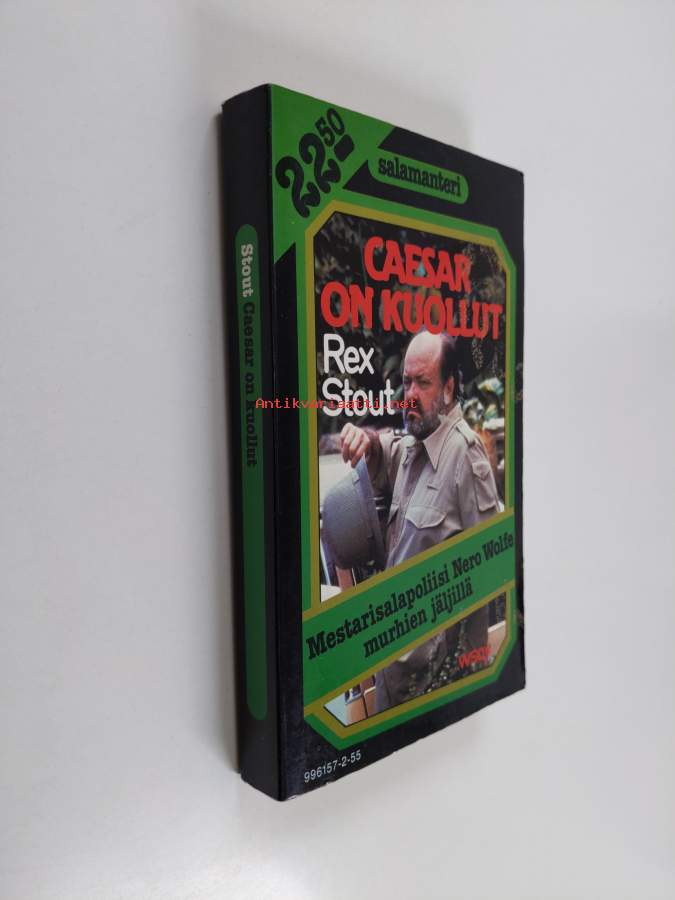 22.50
salamanteri
CAESAR
ON KUOLLUT
Rex
Stout
Antikvariaatti.net
Mestarisalapoliisi Nero Wolfe
murhien jäljillä
wsoy
996157-2-55
Stout Caesar on kuollut